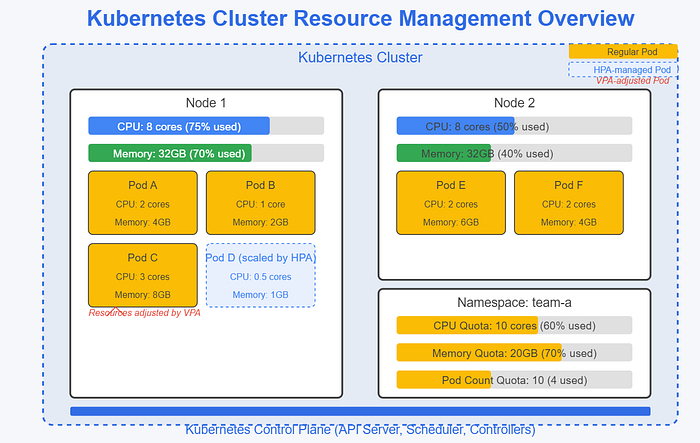 Kubernetes Cluster Resource Management Overview
Kubernetes Cluster
Regular Pod
HPA-managed Pod
VPA-adjusted Pod
Node 1
CPU: 8 cores (75% used)
Memory: 32GB (70% used)
Pod A
CPU: 2 cores
Memory: 4GB
Pod B
CPU: 1 core
Memory: 2GB
Pod C
CPU: 3 cores
Memory: 8GB
Resources adjusted by VPA
Pod D (scaled by HPA)
CPU: 0.5 cores
Memory: 1GB
Node 2
CPU: 8 cores (50% used)
Memory: 32GB (40% used)
Pod E
CPU: 2 cores
Memory: 6GB
Pod F
CPU: 2 cores
Memory: 4GB
Namespace: team-a
CPU Quota: 10 cores (60% used)
Memory Quota: 20GB (70% used)
Pod Count Quota: 10 (4 used)
Kubernetes Control Plane (API Server, Scheduler, Controllers)